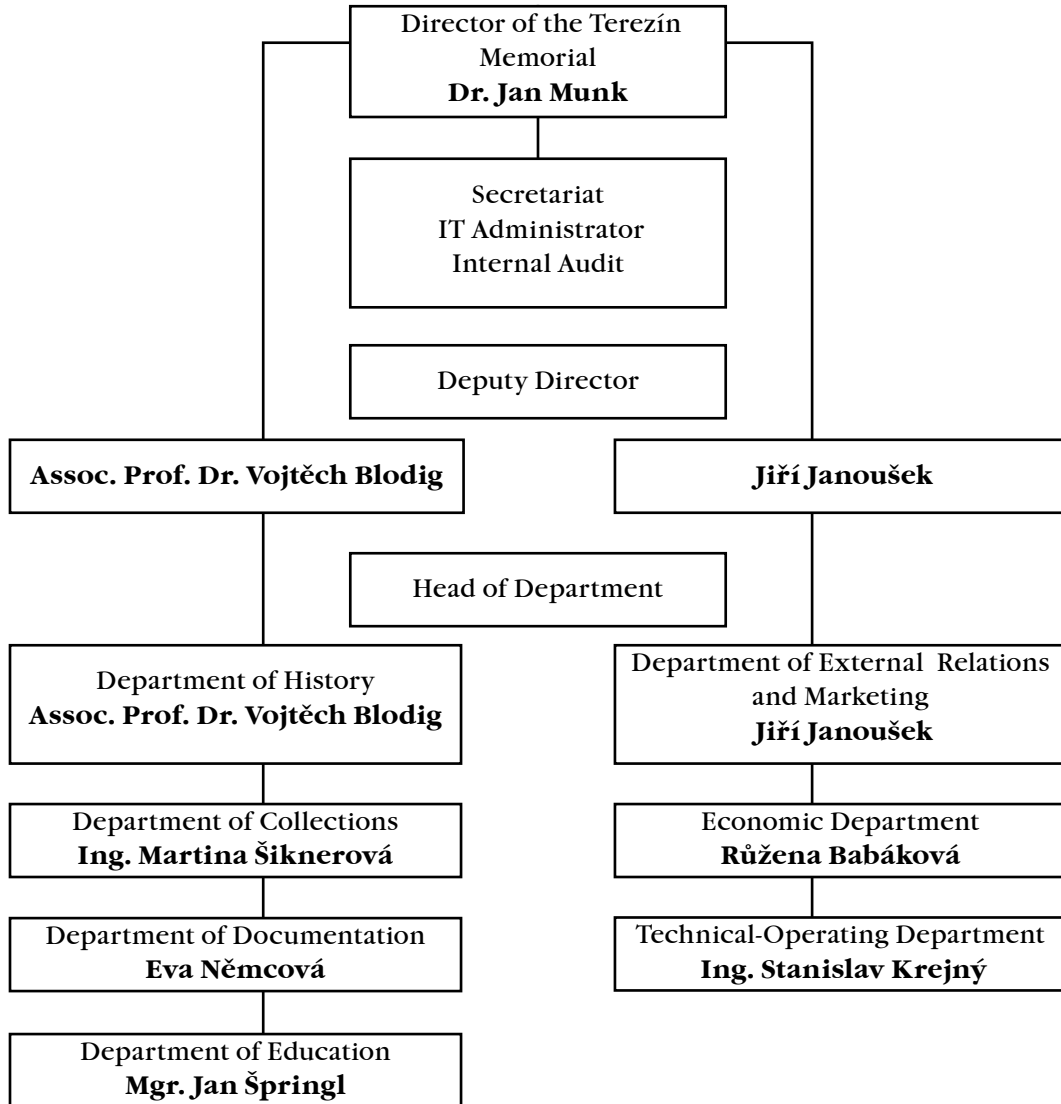 Director of the Terezín
Memorial
Dr. Jan Munk
Secretariat
IT Administrator
Internal Audit
Deputy Director
Assoc. Prof. Dr. Vojtěch Blodig
Jiří Janoušek
Head of Department
Department of History
Assoc. Prof. Dr. Vojtěch Blodig
Department of External Relations
and Marketing
Jiří Janoušek
Department of Collections
Ing. Martina Šiknerová
Economic Department
Růžena Babáková
Department of Documentation
Eva Němcová
Technical-Operating Department
Ing. Stanislav Krejný
Department of Education
Mgr. Jan Špringl